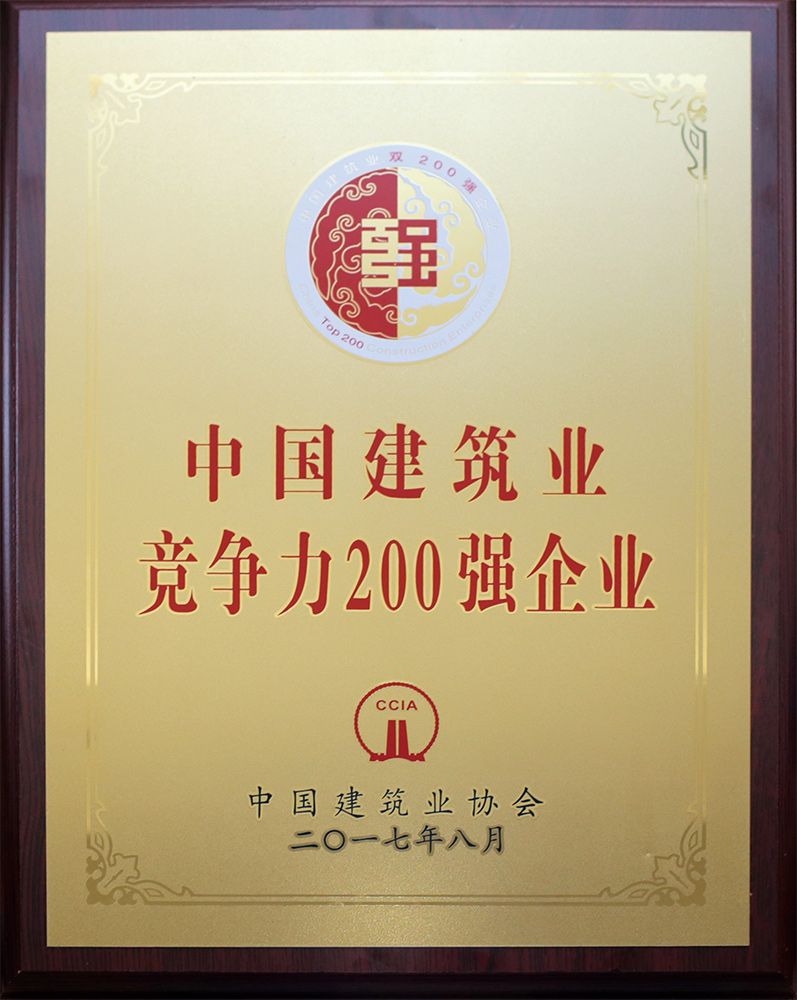 中国建筑业双200强企业
强
China Top 200 Construction Enterprises
中国建筑业
竞争力200强企业
CCIA
中国建筑业协会
二〇一七年八月